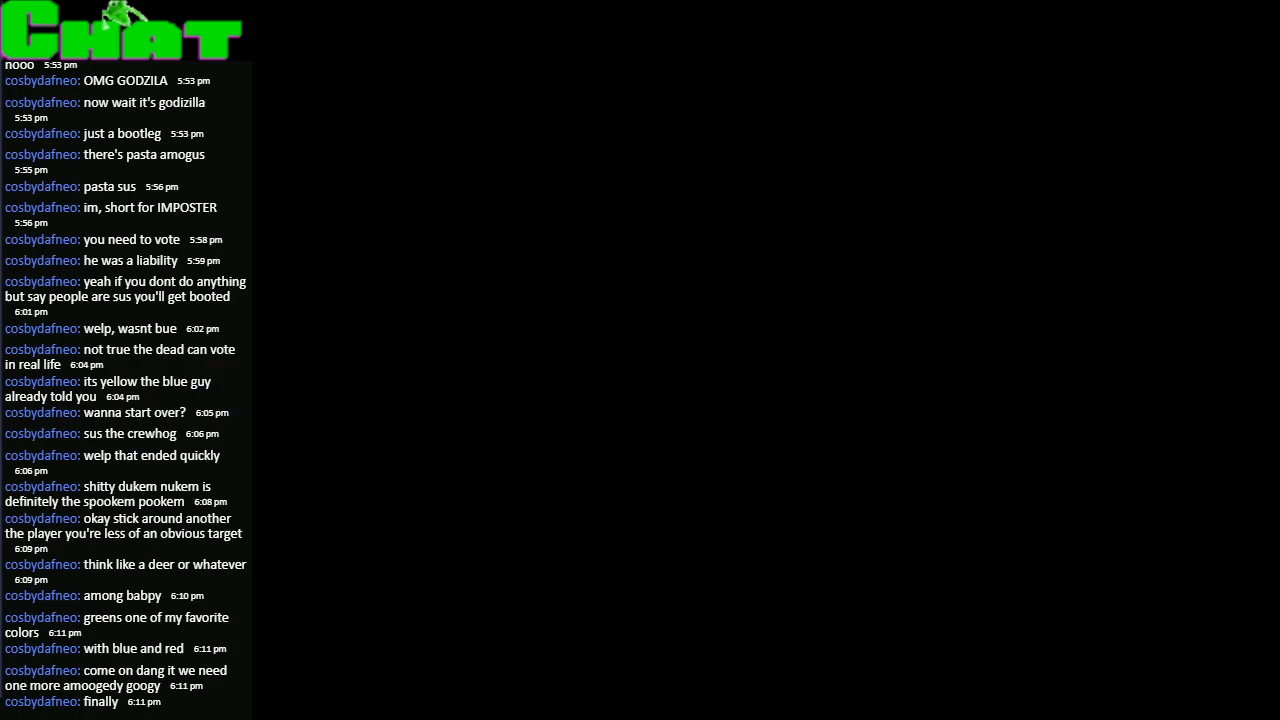 CHAT
nooo 5:53 pm
cosbydafneo: OMG GODZILA 5:53 pm
cosbydafneo: now wait it's godizilla
5:53 pm
cosbydafneo: just a bootleg 5:53 pm
cosbydafneo: there's pasta amogus
5:55 pm
cosbydafneo: pasta sus 5:56 pm
cosbydafneo: im, short for IMPOSTER
5:56 pm
cosbydafneo: you need to vote 5:58 pm
cosbydafneo: he was a liability 5:59 pm
cosbydafneo: yeah if you dont do anything
but say people are sus you'll get booted
6:01 pm
cosbydafneo: welp, wasnt bue 6:02 pm
cosbydafneo: not true the dead can vote
in real life 6:04 pm
cosbydafneo: its yellow the blue guy
already told you 6:04 pm
cosbydafneo: wanna start over? 6:05 pm
cosbydafneo: sus the crewhog 6:06 pm
cosbydafneo: welp that ended quickly
6:06 pm
cosbydafneo: shitty dukem nukem is
definitely the spookem pookem 6:08 pm
cosbydafneo: okay stick around another
the player you're less of an obvious target
6:09 pm
cosbydafneo: think like a deer or whatever
6:09 pm
cosbydafneo: among babpy 6:10 pm
cosbydafneo: greens one of my favorite
colors 6:11 pm
cosbydafneo: with blue and red 6:11 pm
cosbydafneo: come on dang it we need
one more amoogedy googy 6:11 pm
cosbydafneo: finally 6:11 pm